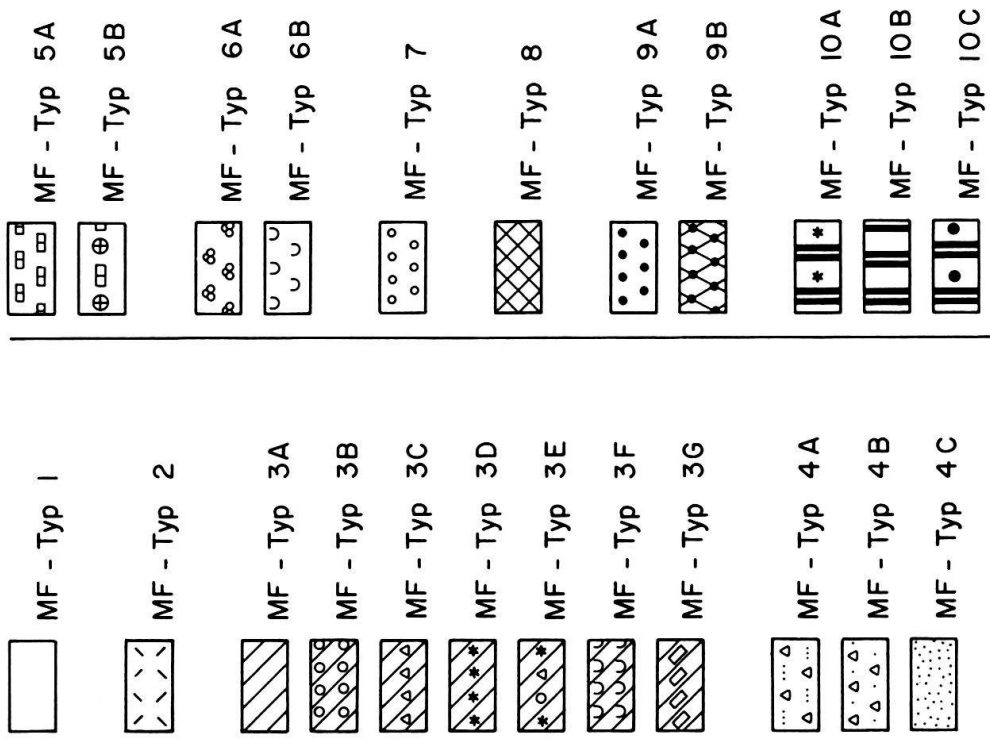 MF - Typ 1
MF - Typ 2
MF - Typ 3A
MF - Typ 3B
MF - Typ 3C
MF - Typ 3D
MF - Typ 3E
MF - Typ 3F
MF - Typ 3G
MF - Typ 4A
MF - Typ 4B
MF - Typ 4C
MF - Typ 5A
MF - Typ 5B
MF - Typ 6A
MF - Typ 6B
MF - Typ 7
MF - Typ 8
MF - Typ 9A
MF - Typ 9B
MF - Typ 10A
MF - Typ 10B
MF - Typ 10C